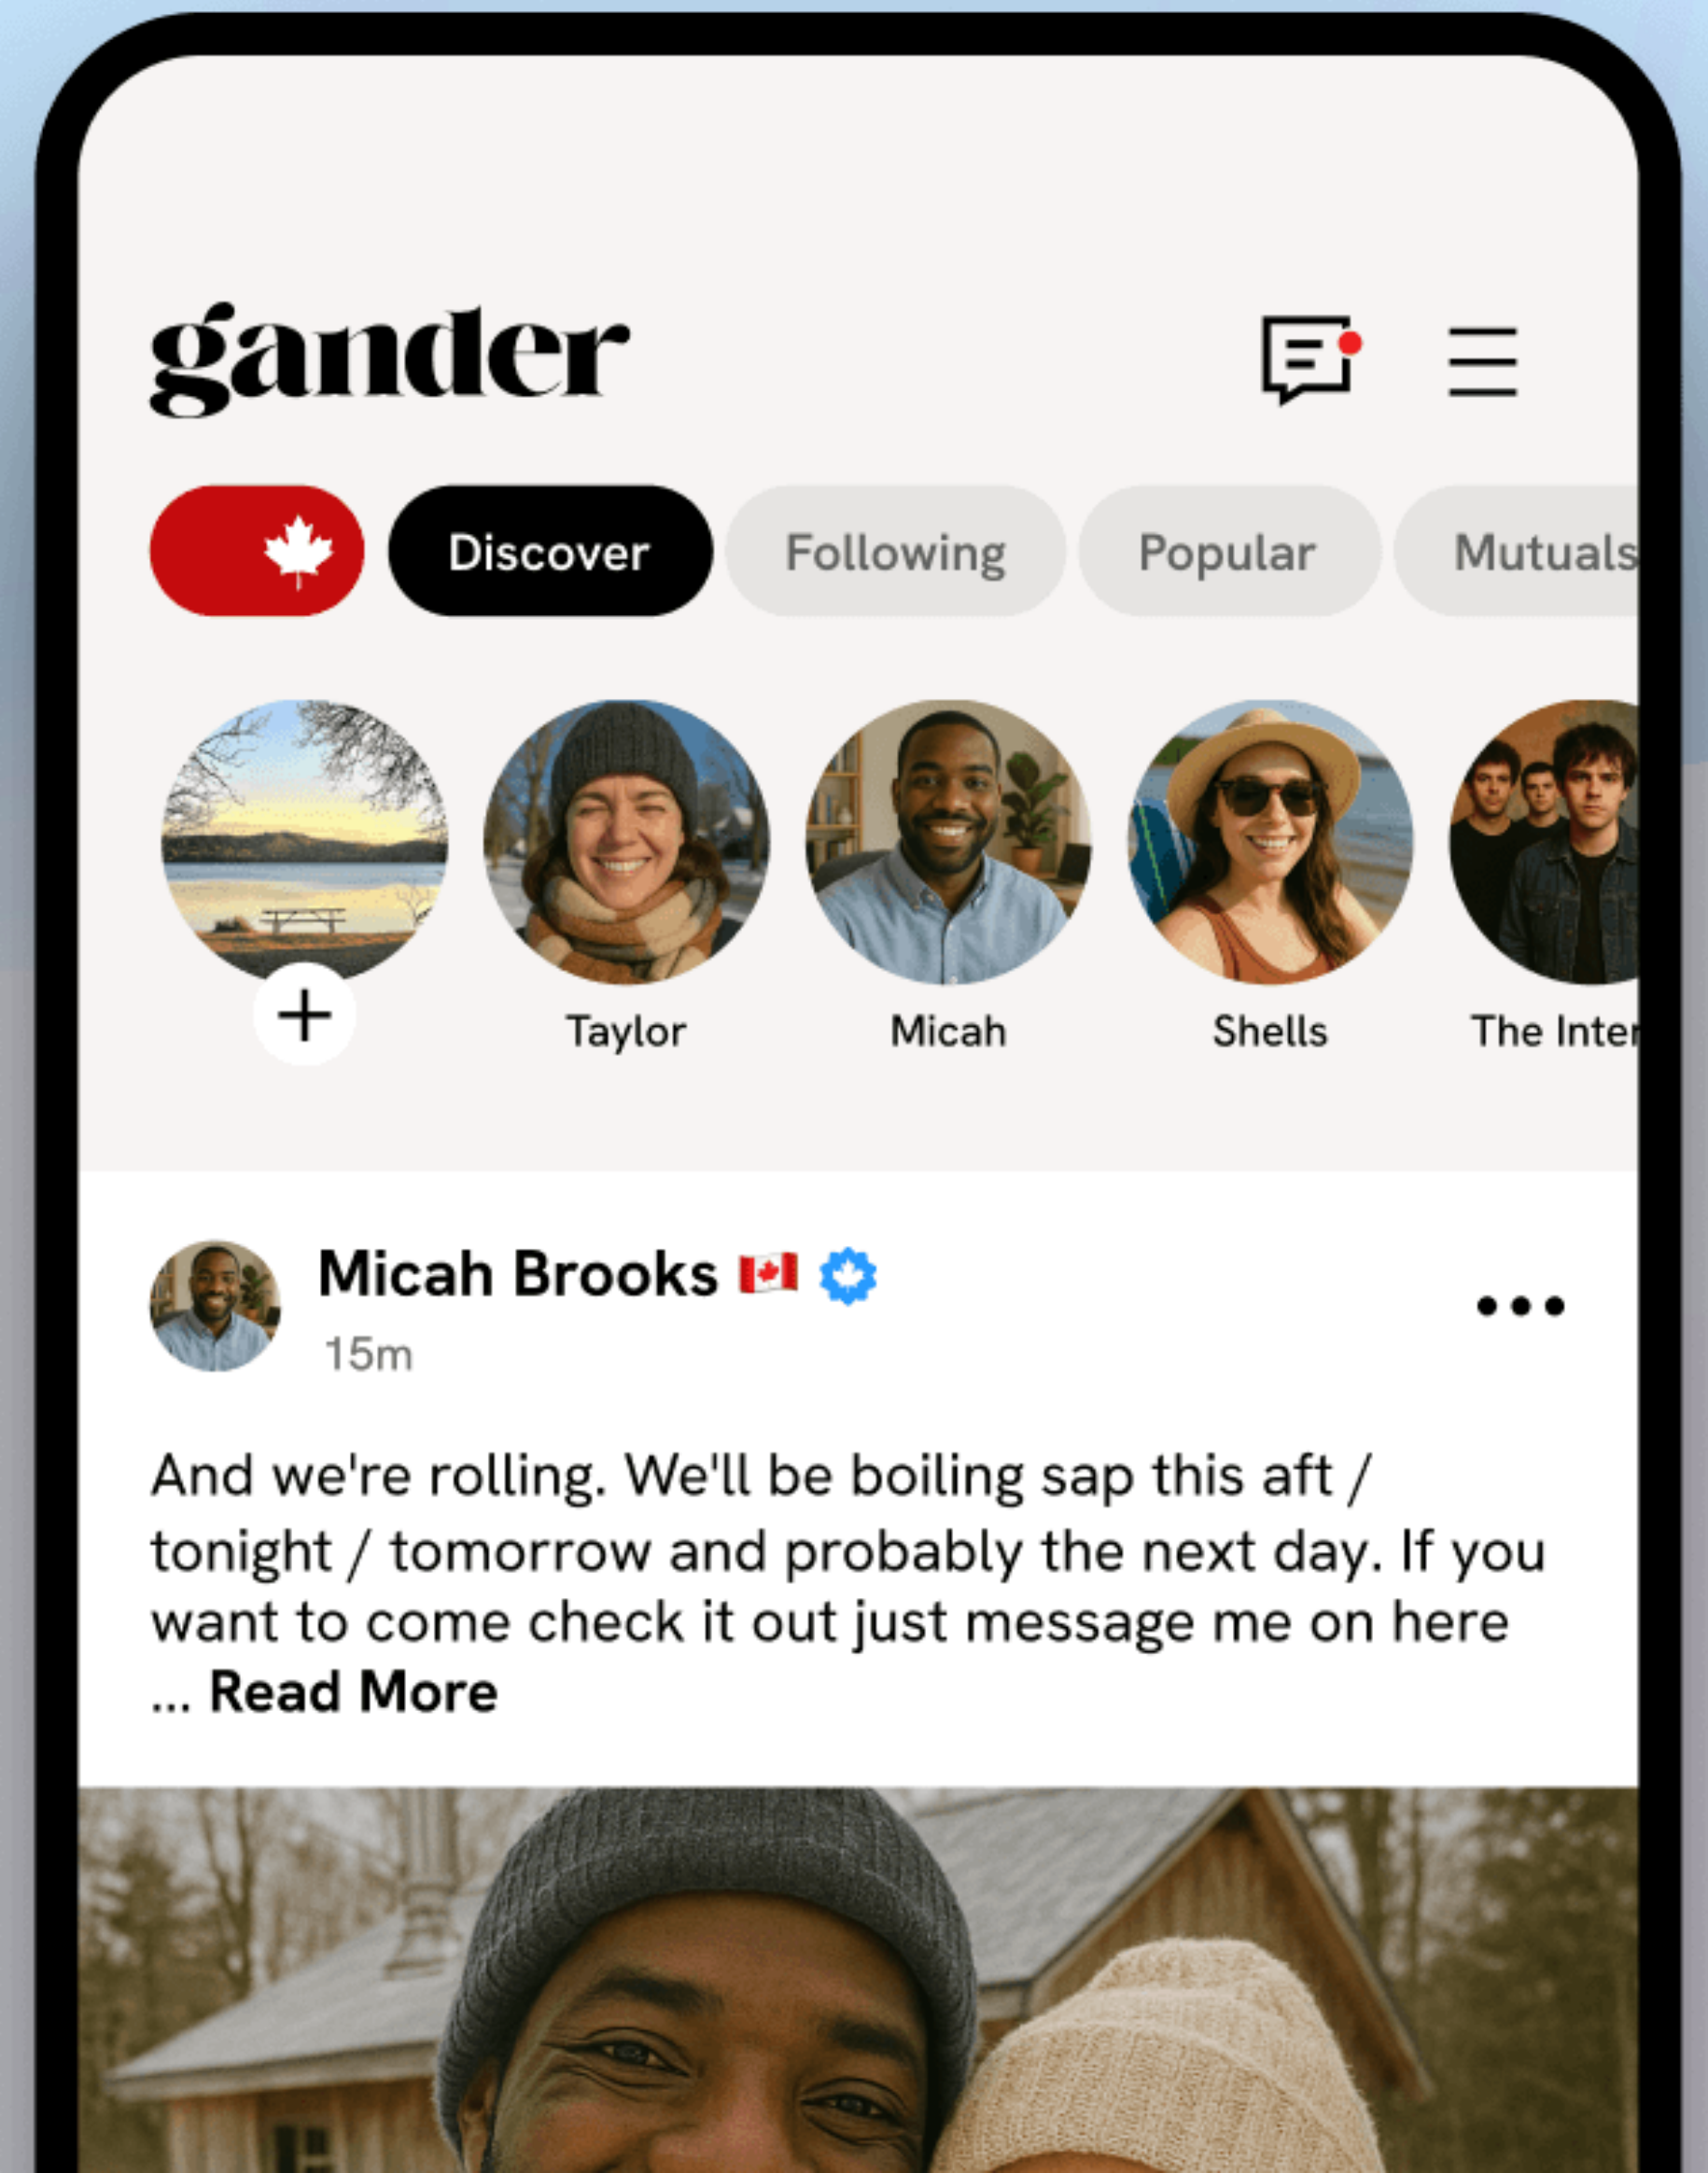 gander
Discover Following Popular Mutuals
Taylor Micah Shells The Inter
Micah Brooks 🇨🇦
15m
And we're rolling. We'll be boiling sap this aft /
tonight / tomorrow and probably the next day. If you
want to come check it out just message me on here
... Read More